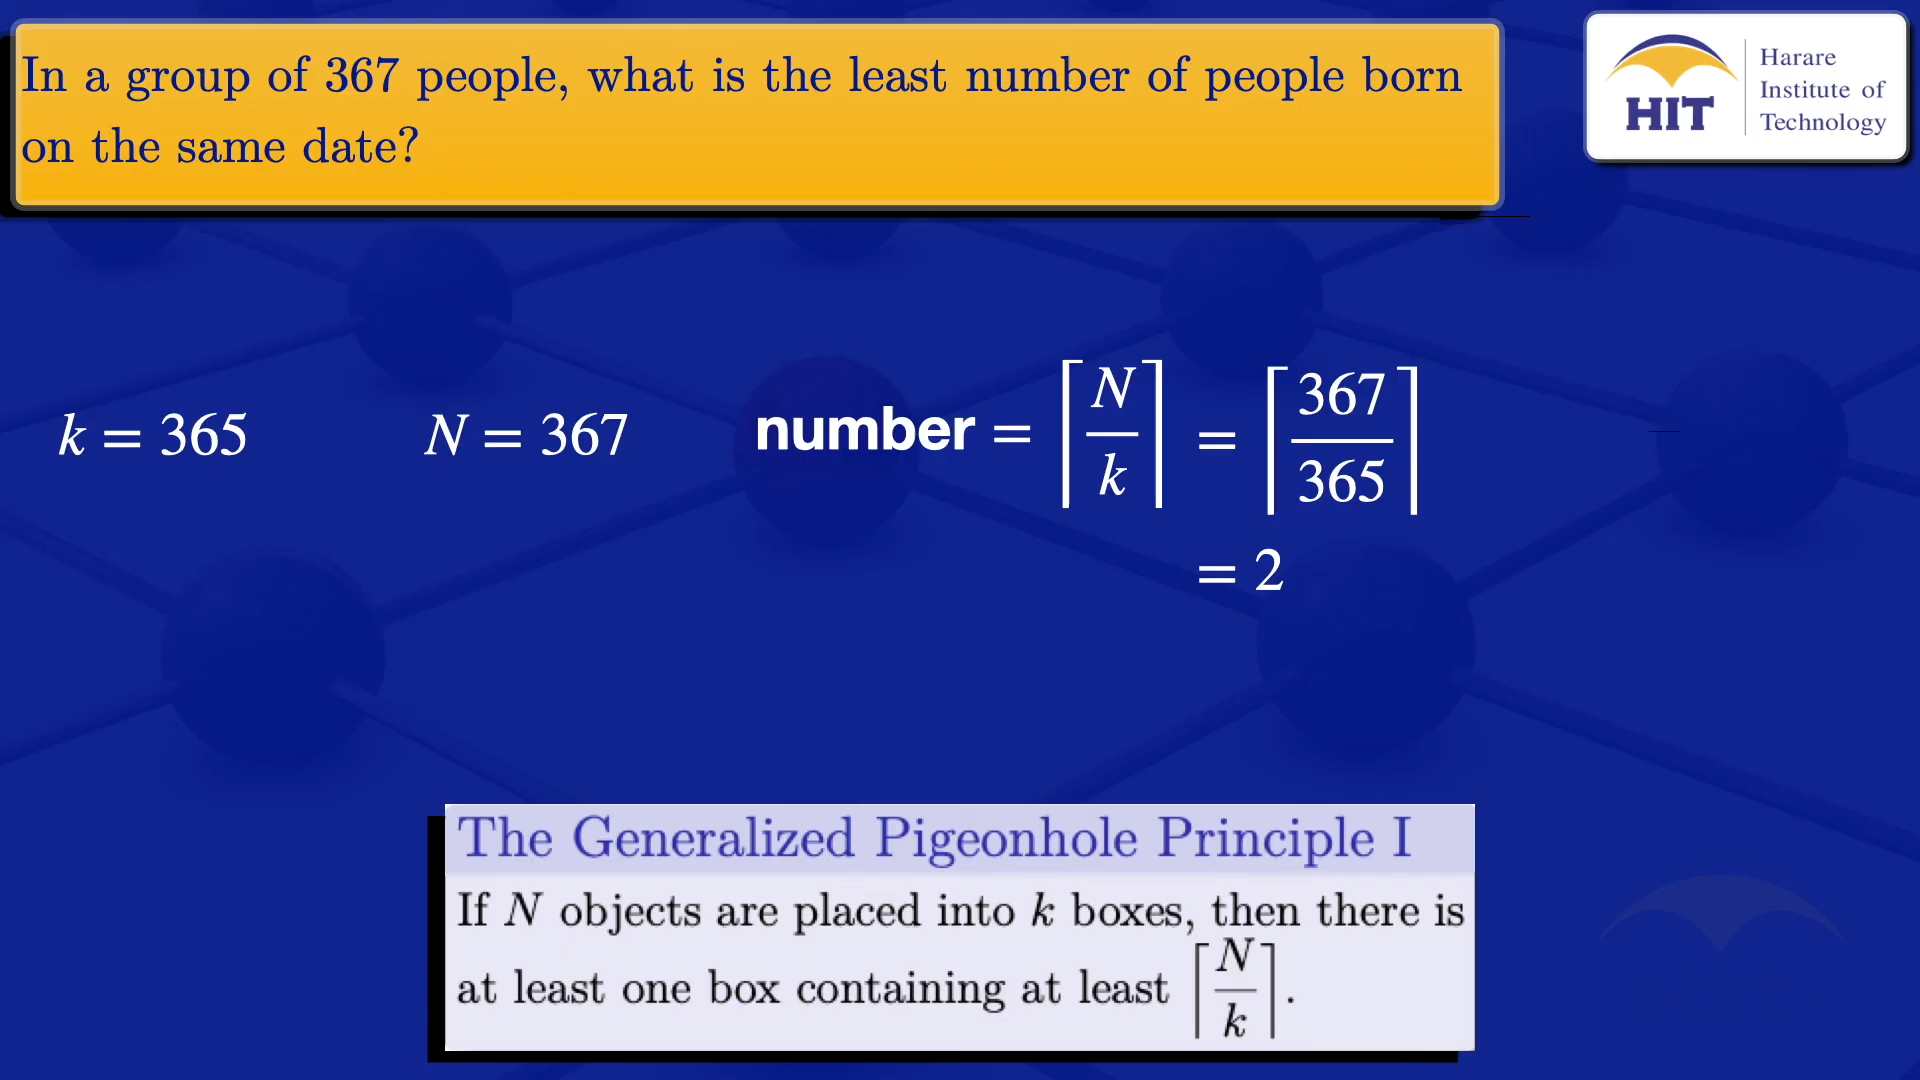 In a group of 367 people, what is the least number of people born
on the same date?
HIT
Harare
Institute of
Technology
k = 365 N = 367 number = ⌈N/k⌉ = ⌈367/365⌉
= 2
The Generalized Pigeonhole Principle I
If N objects are placed into k boxes, then there is
at least one box containing at least ⌈N/k⌉.